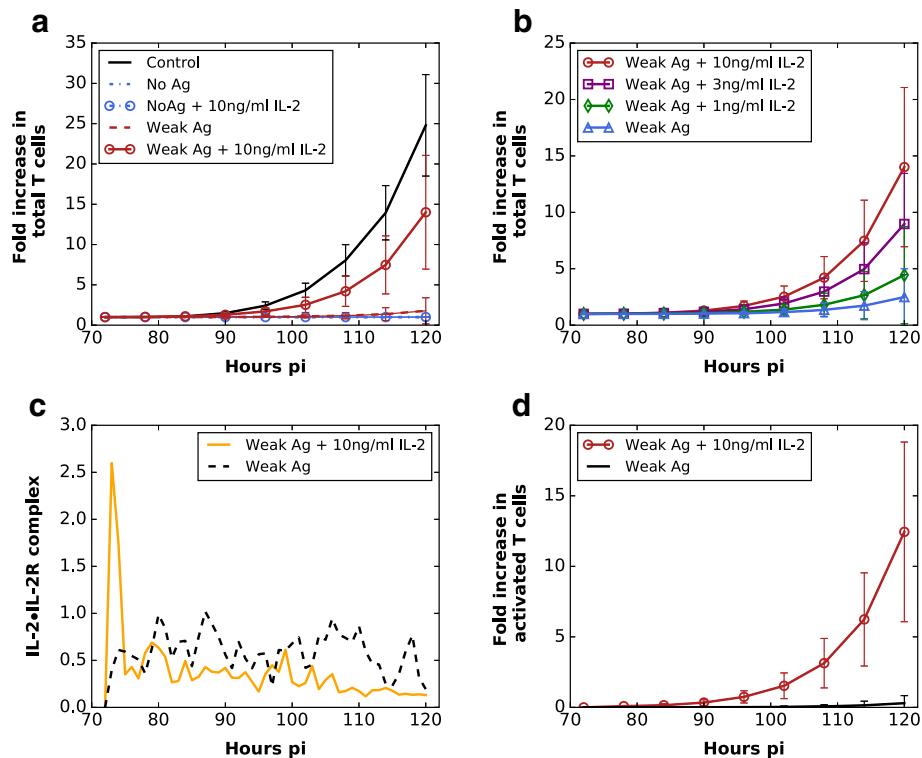 a
Fold increase in
total T cells
35
30
25
20
15
10
5
0
Control
No Ag
NoAg + 10ng/ml IL-2
Weak Ag
Weak Ag + 10ng/ml IL-2
70
80
90
100
110
120
Hours pi
b
Fold increase in
total T cells
25
20
15
10
5
0
Weak Ag + 10ng/ml IL-2
Weak Ag + 3ng/ml IL-2
Weak Ag + 1ng/ml IL-2
Weak Ag
70
80
90
100
110
120
Hours pi
c
IL-2•IL-2R complex
3.0
2.5
2.0
1.5
1.0
0.5
0.0
Weak Ag + 10ng/ml IL-2
Weak Ag
70
80
90
100
110
120
Hours pi
d
Fold increase in
activated T cells
20
15
10
5
0
Weak Ag + 10ng/ml IL-2
Weak Ag
70
80
90
100
110
120
Hours pi